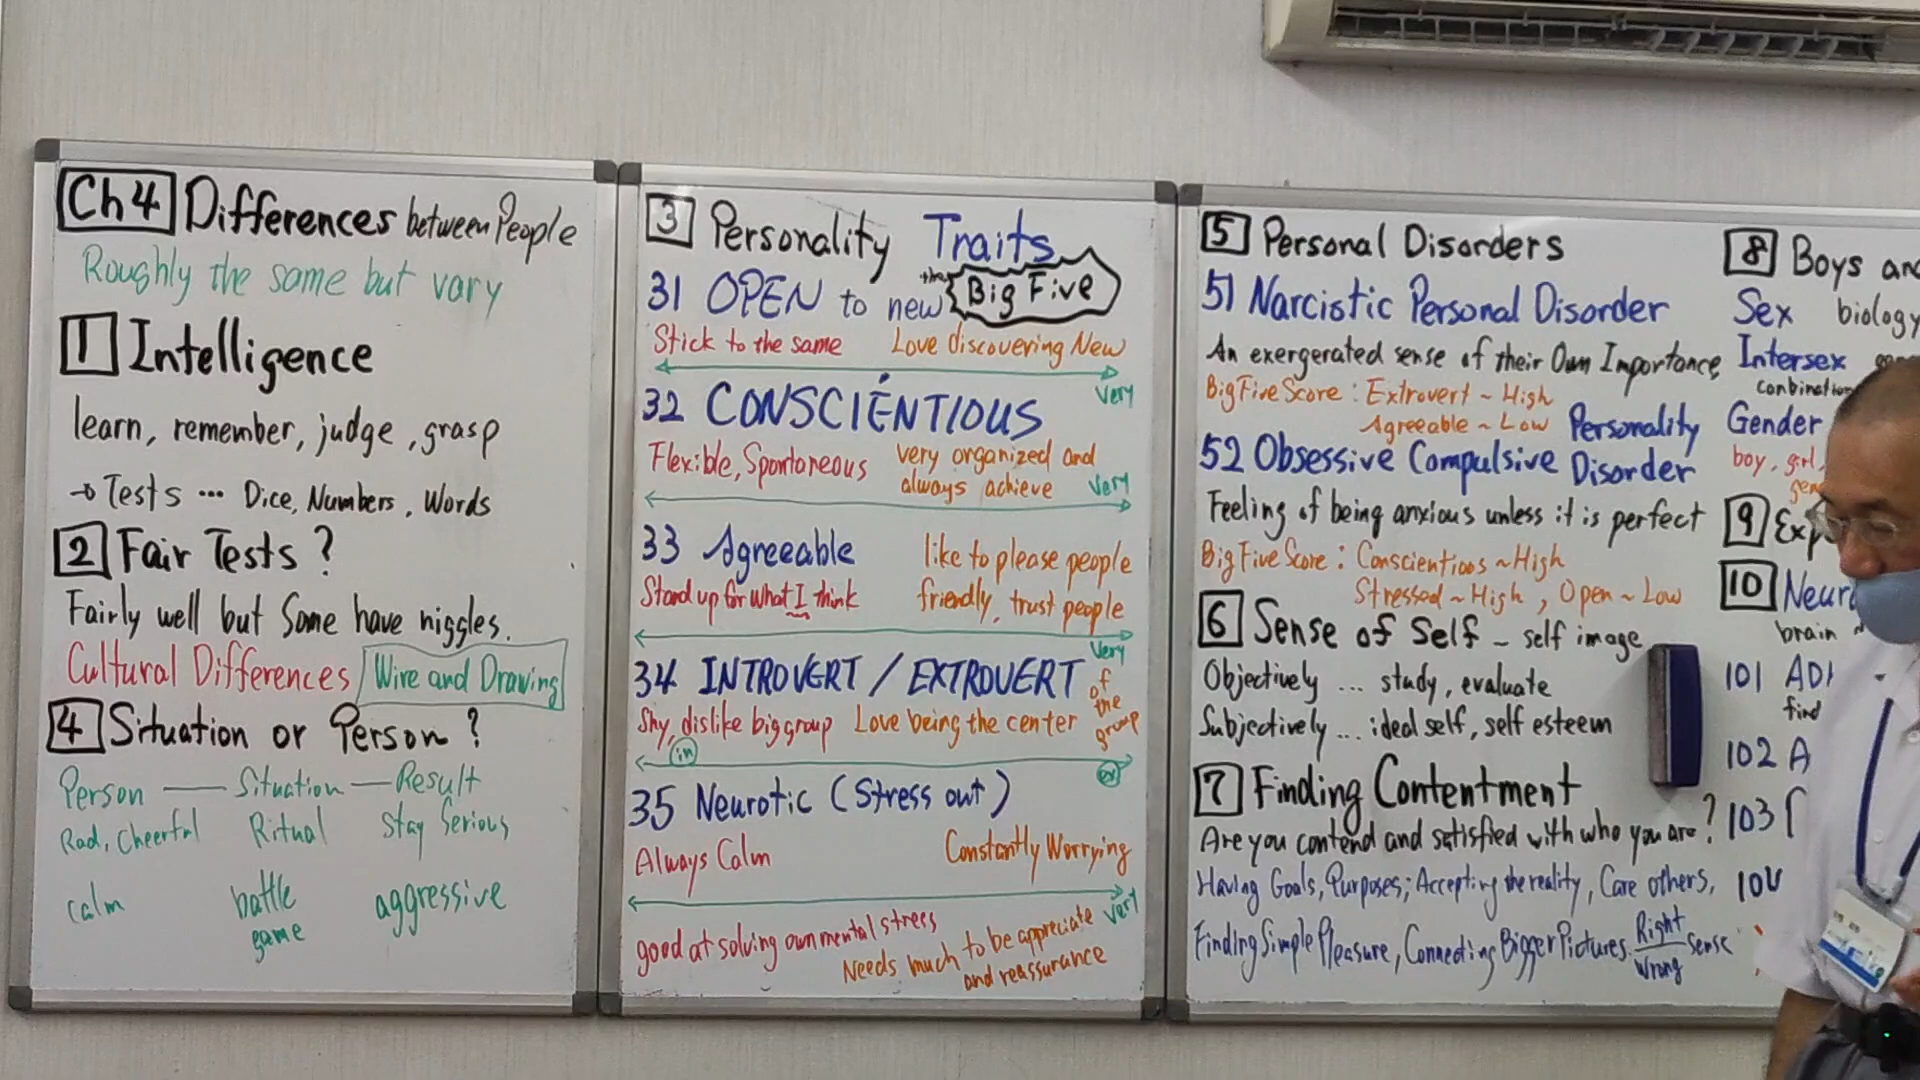 Ch4 Differences between People
Roughly the same but vary
1 Intelligence
learn, remember, judge, grasp
→ Tests ... Dice, Numbers, Words
2 Fair Tests?
Fairly well but Some have niggles.
Cultural Differences Wire and Drawing
4 Situation or Person?
Person — Situation — Result
Rad, Cheerful Ritual Stay Serious
calm battle game aggressive
3 Personality Traits
31 OPEN to new the Big Five
Stick to the same Love discovering New
Very
32 CONSCIENTIOUS
Flexible, Spontoneous very organized and
always achieve Very
33 Agreeable like to please people
Stand up for what I think friendly, trust people
Very
34 INTROVERT / EXTROVERT
Shy, dislike big group Love being the center of the group
in ex
35 Neurotic (Stress out)
Always Calm Constantly Worrying
Very
good at solving own mental stress
Needs much to be appreciate
and reassurance
5 Personal Disorders
51 Narcistic Personal Disorder
An exergerated sense of their Own Importance
Big Five Score: Extrovert ~ High
Agreeable ~ Low
52 Obsessive Compulsive Personality Disorder
Feeling of being anxious unless it is perfect
Big Five Score: Conscientioos ~ High
Stressed ~ High, Open ~ Low
6 Sense of Self ~ self image
Objectively ... study, evaluate
Subjectively ... ideal self, self esteem
7 Finding Contentment
Are you contend and satisfied with who you are?
Having Goals, Purposes; Accepting the reality, Care others,
Finding Simple Pleasure, Connecting Bigger Pictures. Right Wrong Sense
8 Boys
Sex biology
Intersex
Gender
boy, girl,
9
10
brain
101
find
102 A
103